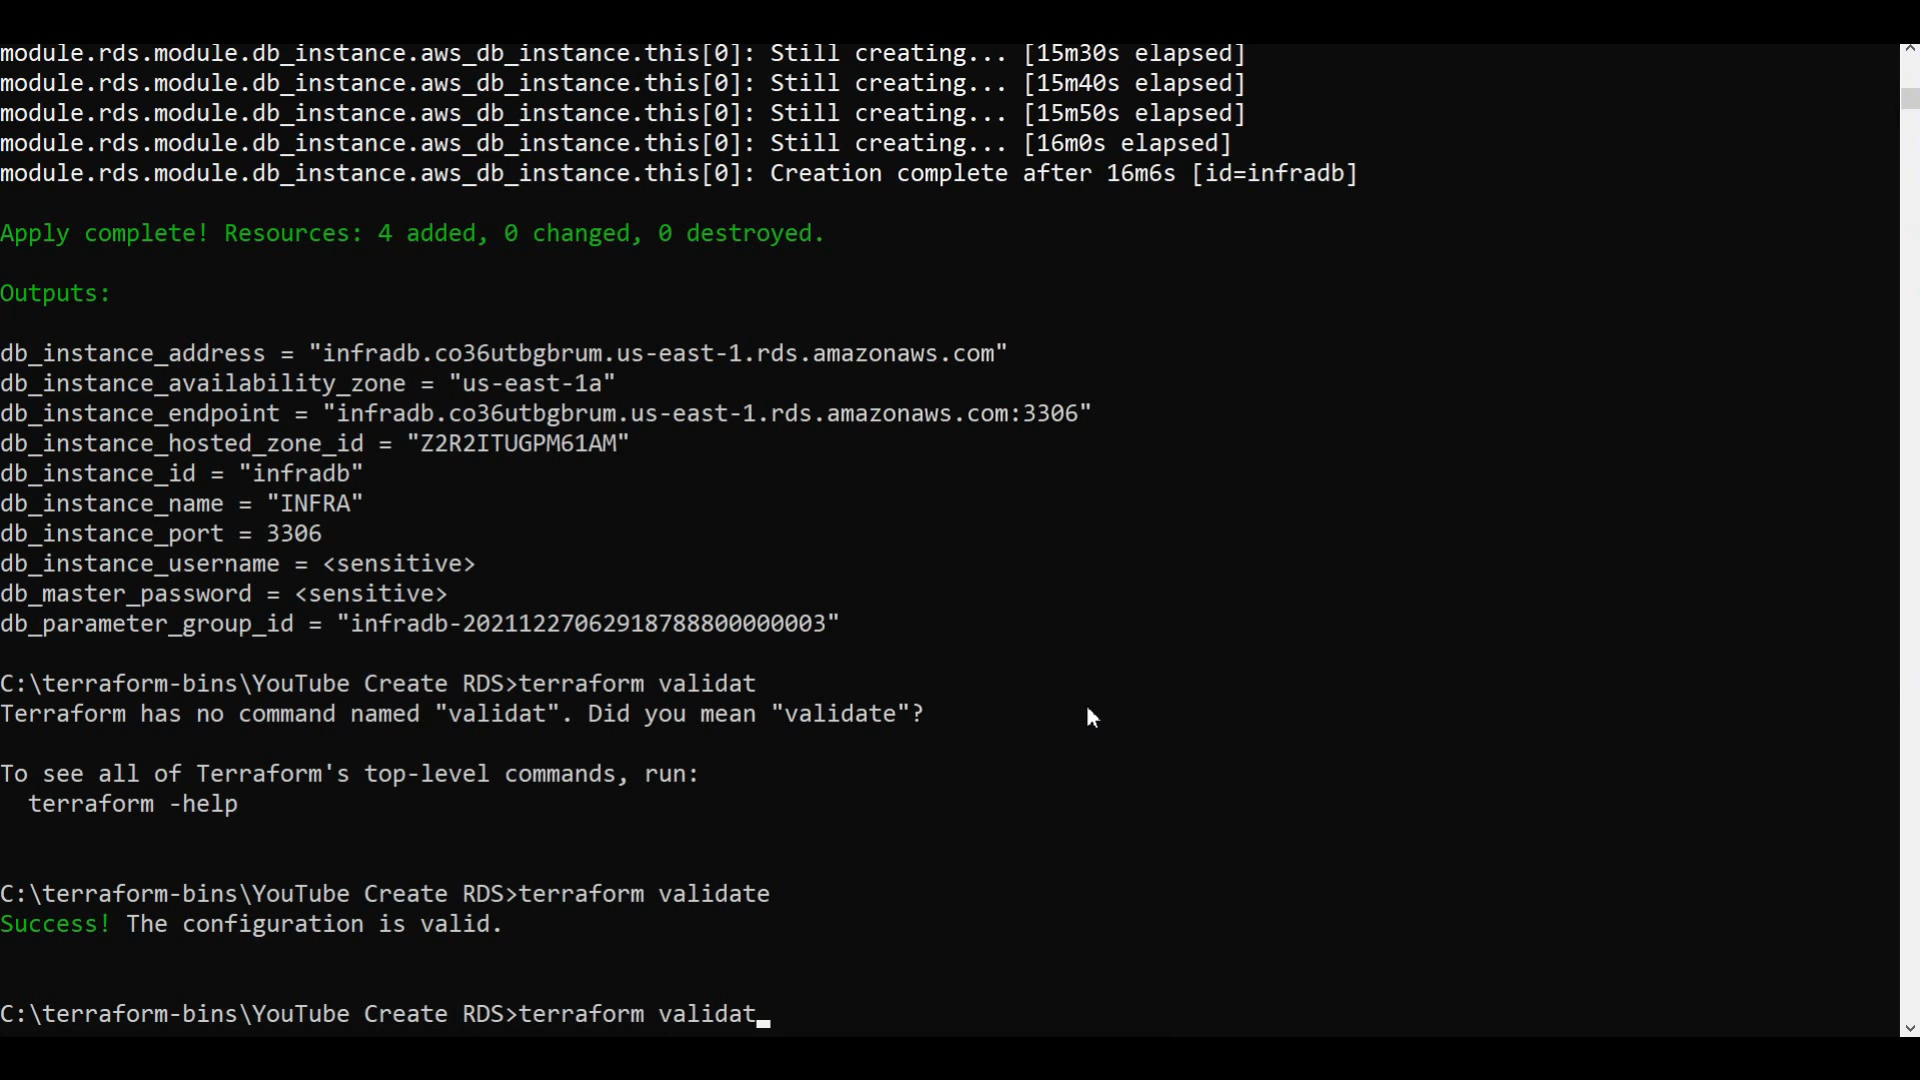 module.rds.module.db_instance.aws_db_instance.this[0]: Still creating... [15m30s elapsed]
module.rds.module.db_instance.aws_db_instance.this[0]: Still creating... [15m40s elapsed]
module.rds.module.db_instance.aws_db_instance.this[0]: Still creating... [15m50s elapsed]
module.rds.module.db_instance.aws_db_instance.this[0]: Still creating... [16m0s elapsed]
module.rds.module.db_instance.aws_db_instance.this[0]: Creation complete after 16m6s [id=infradb]
Apply complete! Resources: 4 added, 0 changed, 0 destroyed.
Outputs:
db_instance_address = "infradb.co36utbgbrum.us-east-1.rds.amazonaws.com"
db_instance_availability_zone = "us-east-1a"
db_instance_endpoint = "infradb.co36utbgbrum.us-east-1.rds.amazonaws.com:3306"
db_instance_hosted_zone_id = "Z2R2ITUGPM61AM"
db_instance_id = "infradb"
db_instance_name = "INFRA"
db_instance_port = 3306
db_instance_username = <sensitive>
db_master_password = <sensitive>
db_parameter_group_id = "infradb-20211227062918788800000003"
C:\terraform-bins\YouTube Create RDS>terraform validat
Terraform has no command named "validat". Did you mean "validate"?
To see all of Terraform's top-level commands, run:
  terraform -help
C:\terraform-bins\YouTube Create RDS>terraform validate
Success! The configuration is valid.
C:\terraform-bins\YouTube Create RDS>terraform validat